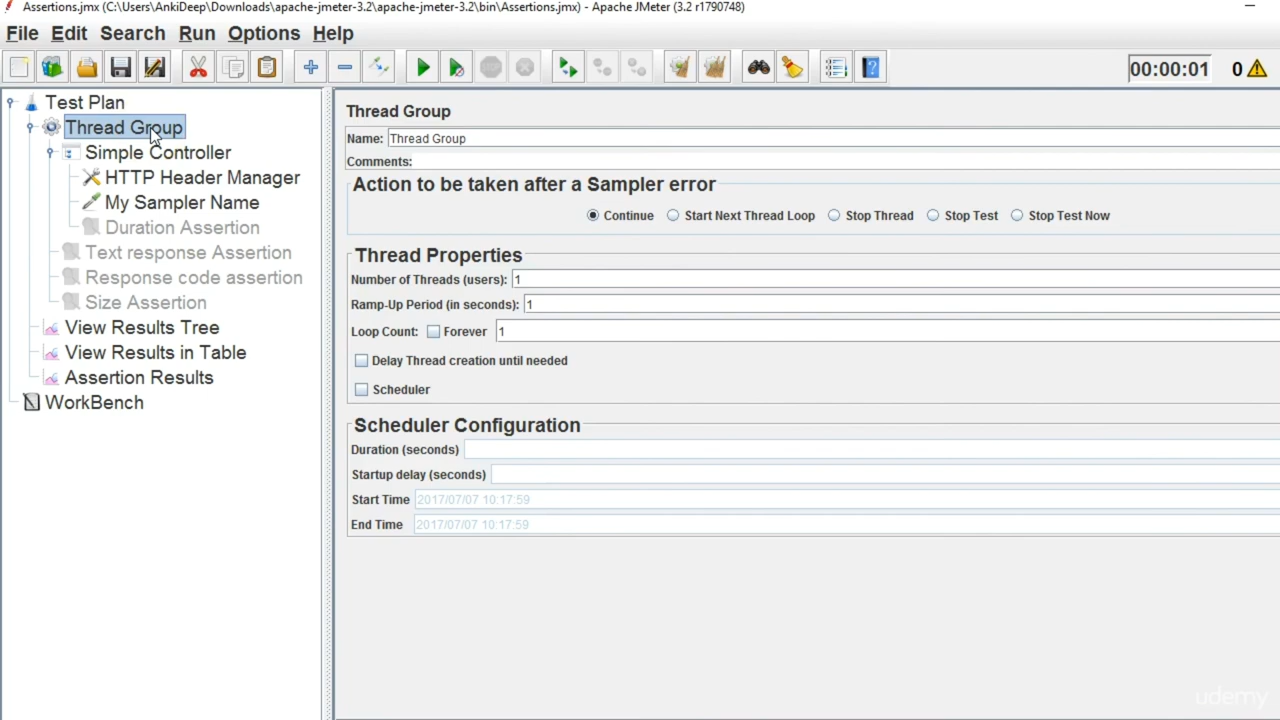 Assertions.jmx (C:\Users\AnkiDeep\Downloads\apache-jmeter-3.2\apache-jmeter-3.2\bin\Assertions.jmx) - Apache JMeter (3.2 r1790748)
File Edit Search Run Options Help
00:00:01 0
Test Plan
Thread Group
Simple Controller
HTTP Header Manager
My Sampler Name
Duration Assertion
Text response Assertion
Response code assertion
Size Assertion
View Results Tree
View Results in Table
Assertion Results
WorkBench
Thread Group
Name: Thread Group
Comments:
Action to be taken after a Sampler error
Continue Start Next Thread Loop Stop Thread Stop Test Stop Test Now
Thread Properties
Number of Threads (users): 1
Ramp-Up Period (in seconds): 1
Loop Count: Forever 1
Delay Thread creation until needed
Scheduler
Scheduler Configuration
Duration (seconds)
Startup delay (seconds)
Start Time 2017/07/07 10:17:59
End Time 2017/07/07 10:17:59
udemy